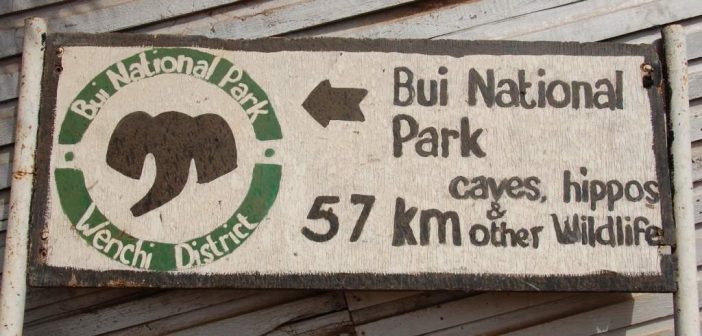 Bui National Park
Wenchi District
Bui National
Park
57 km
caves, hippos
& other Wildlife